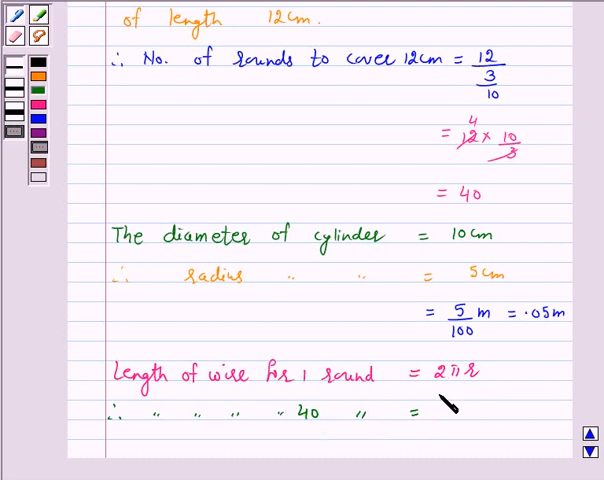 of length 12cm.
∴ No. of rounds to cover 12cm = 12 / 3/10
= 12 4 × 10/3
= 40
The diameter of cylinder = 10cm
∴ radius " " = 5cm
= 5/100 m = .05m
Length of wire for 1 round = 2πr
∴ " " " " 40 " =